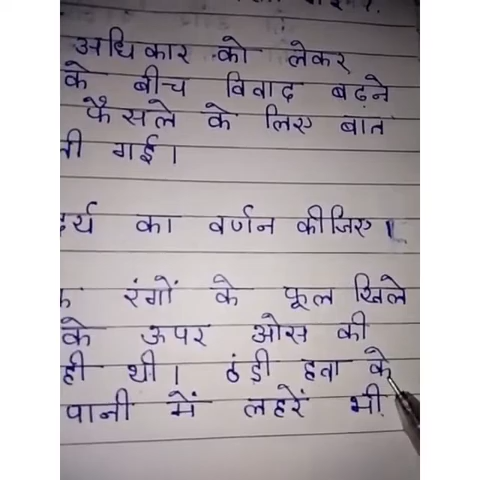 अधिकार को लेकर
के बीच विवाद बढ़ने
फैसले के लिए बात
गई।
का वर्णन कीजिए।
रंगों के फूल खिले
के ऊपर ओस की
ही थी। ठंड़ी हवा के
पानी में लहरें भी